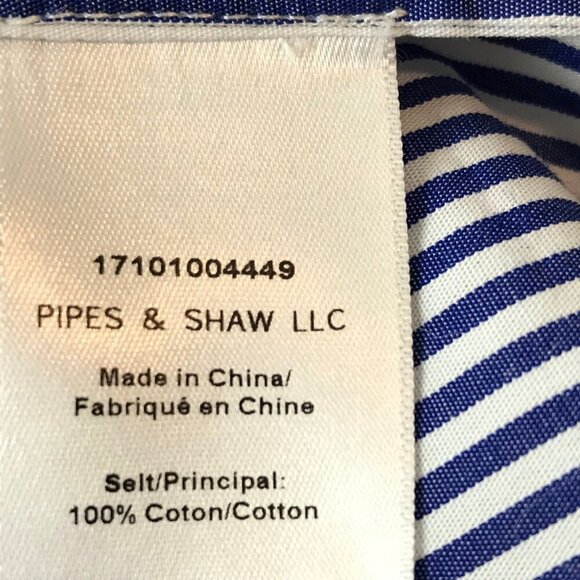 17101004449
PIPES & SHAW LLC
Made in China/
Fabriqué en Chine
Selt/Principal:
100% Coton/Cotton